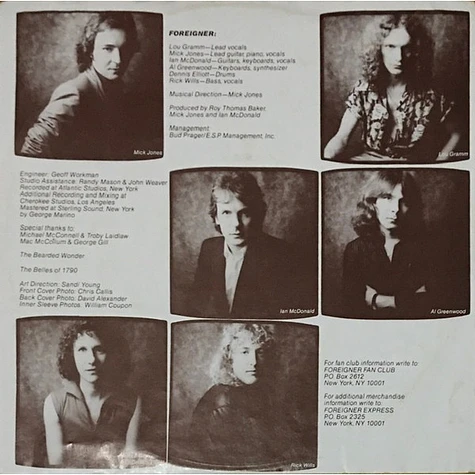 FOREIGNER:
Lou Gramm—Lead vocals
Mick Jones—Lead guitar, piano, vocals
Ian McDonald—Guitars, keyboards, vocals
Al Greenwood—Keyboards, synthesizer
Dennis Elliott—Drums
Rick Wills—Bass, vocals
Musical Direction—Mick Jones
Produced by Roy Thomas Baker,
Mick Jones and Ian McDonald
Management:
Bud Prager/E.S.P. Management, Inc.
Mick Jones
Lou Gramm
Engineer: Geoff Workman
Studio Assistance: Randy Mason & John Weaver
Recorded at Atlantic Studios, New York
Additional Recording and Mixing at
Cherokee Studios, Los Angeles
Mastered at Sterling Sound, New York
by George Marino
Special thanks to:
Michael McConnell & Troby Laidlaw
Mac McCollum & George Gill
The Bearded Wonder
The Belles of 1790
Art Direction: Sandi Young
Front Cover Photo: Chris Callis
Back Cover Photo: David Alexander
Inner Sleeve Photos: William Coupon
Ian McDonald
Al Greenwood
Rick Wills
For fan club information write to:
FOREIGNER FAN CLUB
P.O. Box 2612
New York, NY 10001
For additional merchandise
information write to:
FOREIGNER EXPRESS
P.O. Box 2325
New York, NY 10001